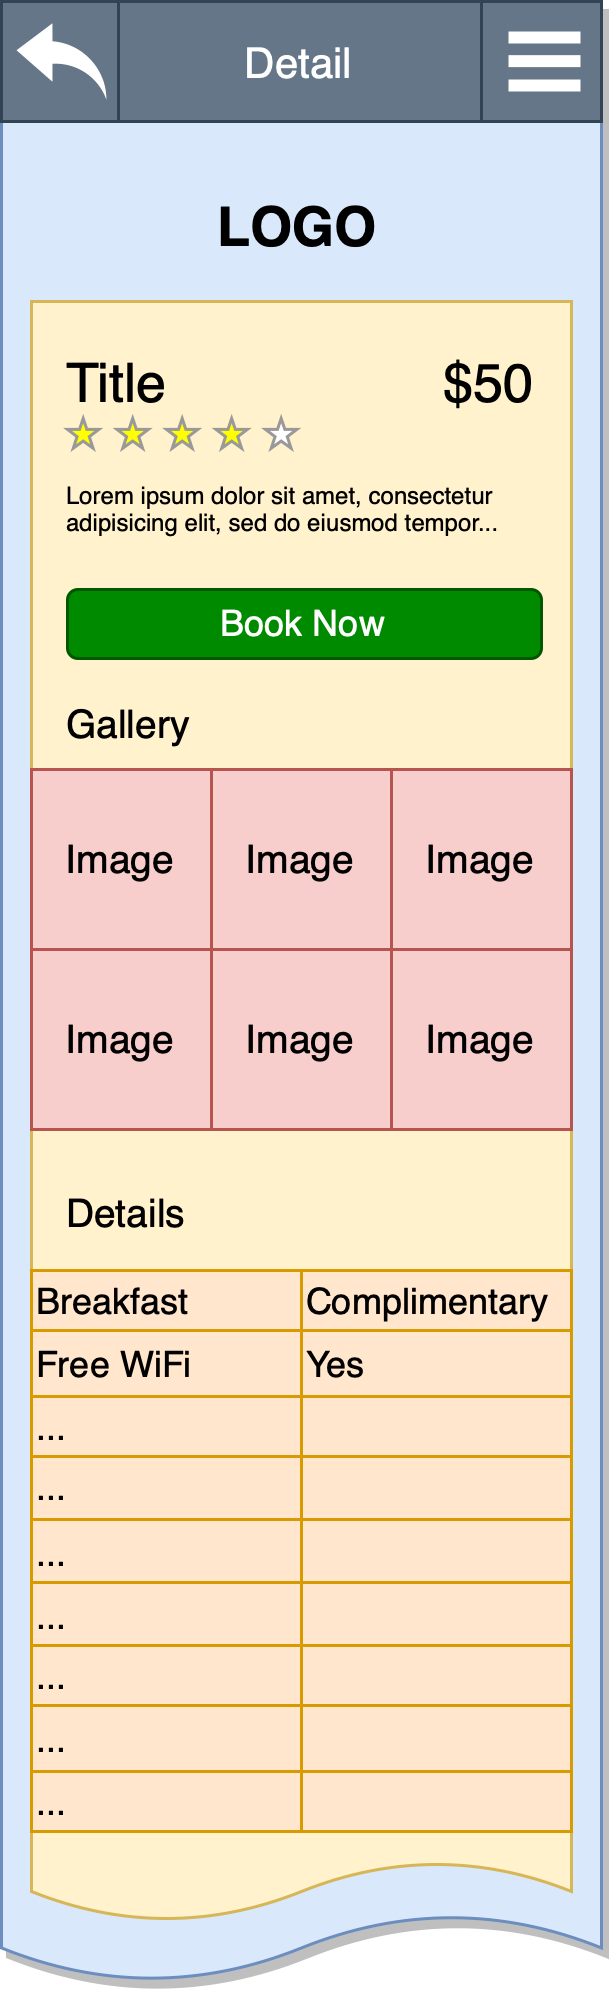 Detail
LOGO
Title $50
Lorem ipsum dolor sit amet, consectetur
adipisicing elit, sed do eiusmod tempor...
Book Now
Gallery
Image Image Image
Image Image Image
Details
Breakfast Complimentary
Free WiFi Yes
...
...
...
...
...
...
...